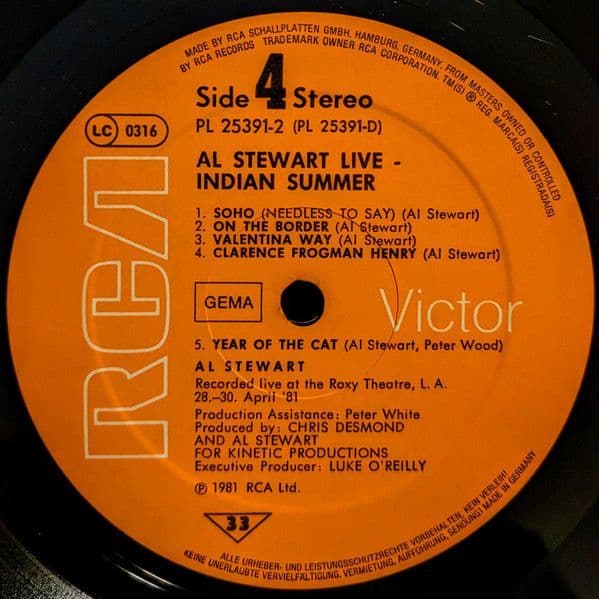 MADE BY RCA SCHALLPLATTEN GMBH, HAMBURG, GERMANY, FROM MASTERS OWNED OR CONTROLLED
BY RCA RECORDS TRADEMARK OWNER RCA CORPORATION. TM(S) ® REG. MARCA(S) REGISTRADA(S)
Side 4 Stereo
LC 0316
PL 25391-2 (PL 25391-D)
AL STEWART LIVE -
INDIAN SUMMER
1. SOHO (NEEDLESS TO SAY) (Al Stewart)
2. ON THE BORDER (Al Stewart)
3. VALENTINA WAY (Al Stewart)
4. CLARENCE FROGMAN HENRY (Al Stewart)
RCA
GEMA
Victor
5. YEAR OF THE CAT (Al Stewart, Peter Wood)
AL STEWART
Recorded live at the Roxy Theatre, L. A.
28.–30. April '81
Production Assistance: Peter White
Produced by: CHRIS DESMOND
AND AL STEWART
FOR KINETIC PRODUCTIONS
Executive Producer: LUKE O'REILLY
℗ 1981 RCA Ltd.
33
ALLE URHEBER- UND LEISTUNGSSCHUTZRECHTE VORBEHALTEN. KEIN VERLEIH!
KEINE UNERLAUBTE VERVIELFÄLTIGUNG, VERMIETUNG, AUFFÜHRUNG, SENDUNG! MADE IN GERMANY